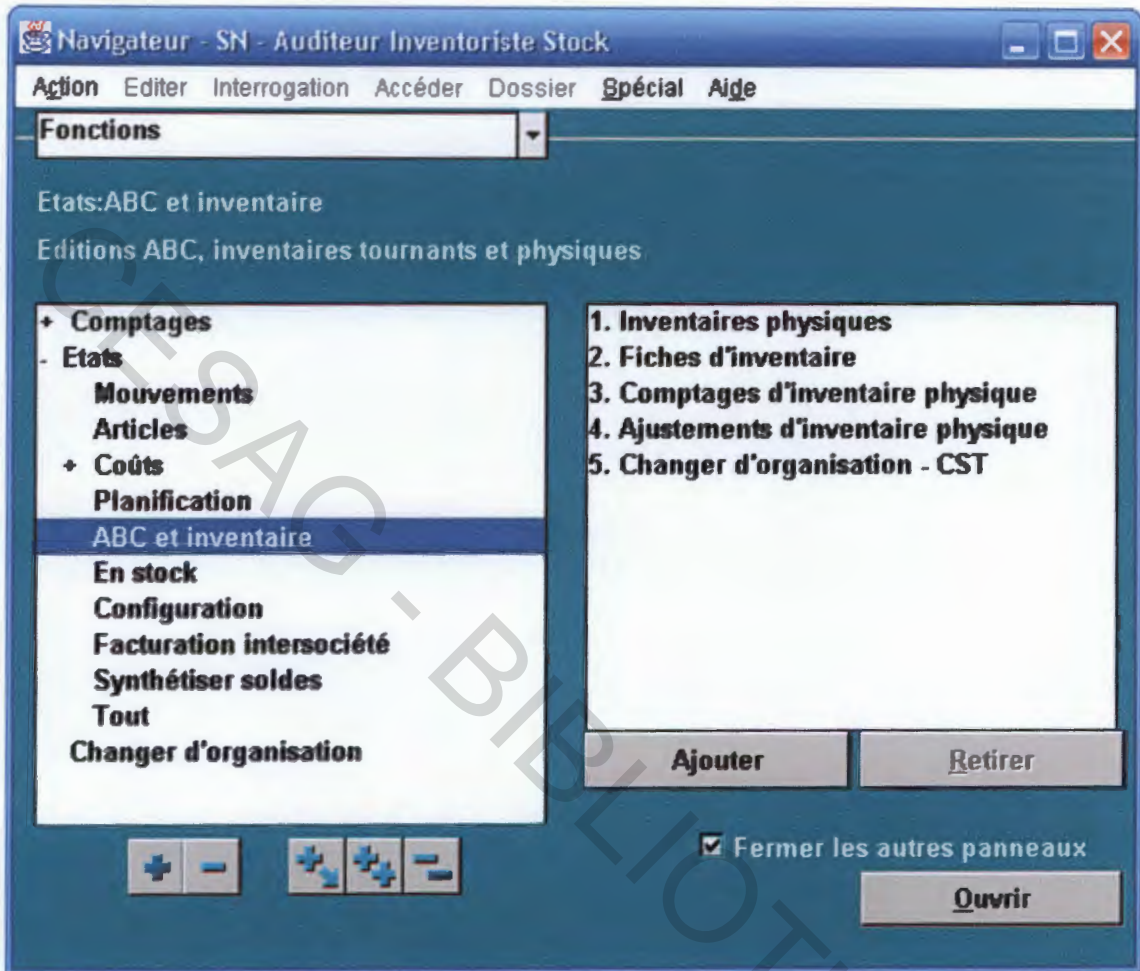 Navigateur - SN - Auditeur Inventoriste Stock
Action Editer Interrogation Accéder Dossier Spécial Aide
Fonctions
Etats:ABC et inventaire
Editions ABC, inventaires tournants et physiques
+ Comptages
- Etats
Mouvements
Articles
+ Coûts
Planification
ABC et inventaire
En stock
Configuration
Facturation intersociété
Synthétiser soldes
Tout
Changer d'organisation
1. Inventaires physiques
2. Fiches d'inventaire
3. Comptages d'inventaire physique
4. Ajustements d'inventaire physique
5. Changer d'organisation - CST
Ajouter Retirer
Fermer les autres panneaux
Ouvrir
CESAG - BIBLIOT